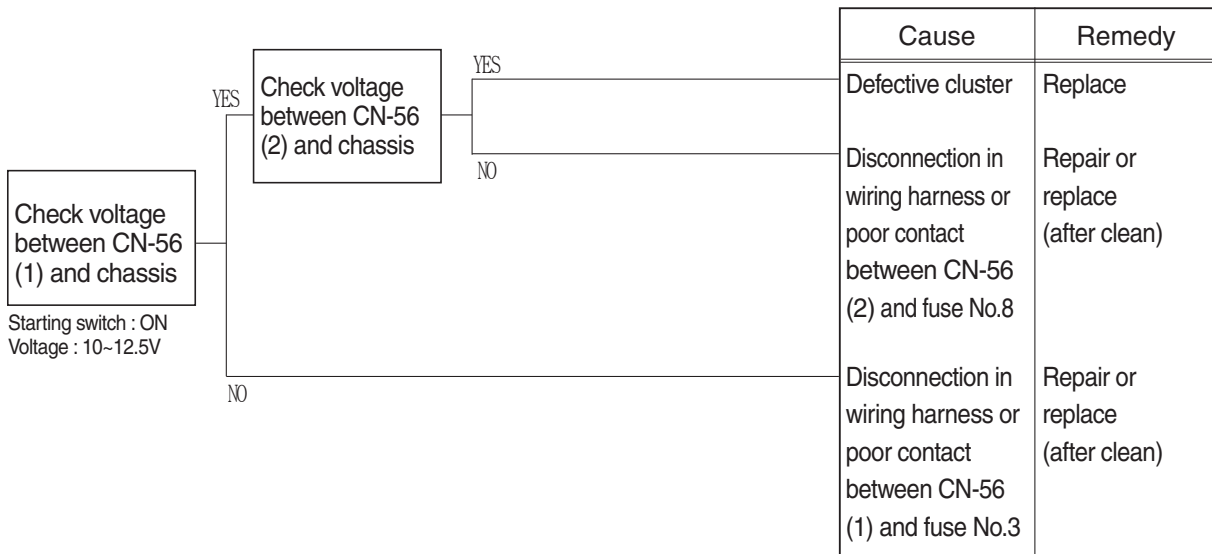 Check voltage
between CN-56
(1) and chassis
Starting switch : ON
Voltage : 10~12.5V
YES
NO
Check voltage
between CN-56
(2) and chassis
YES
NO
Cause
Remedy
Defective cluster
Replace
Disconnection in
wiring harness or
poor contact
between CN-56
(2) and fuse No.8
Repair or
replace
(after clean)
Disconnection in
wiring harness or
poor contact
between CN-56
(1) and fuse No.3
Repair or
replace
(after clean)